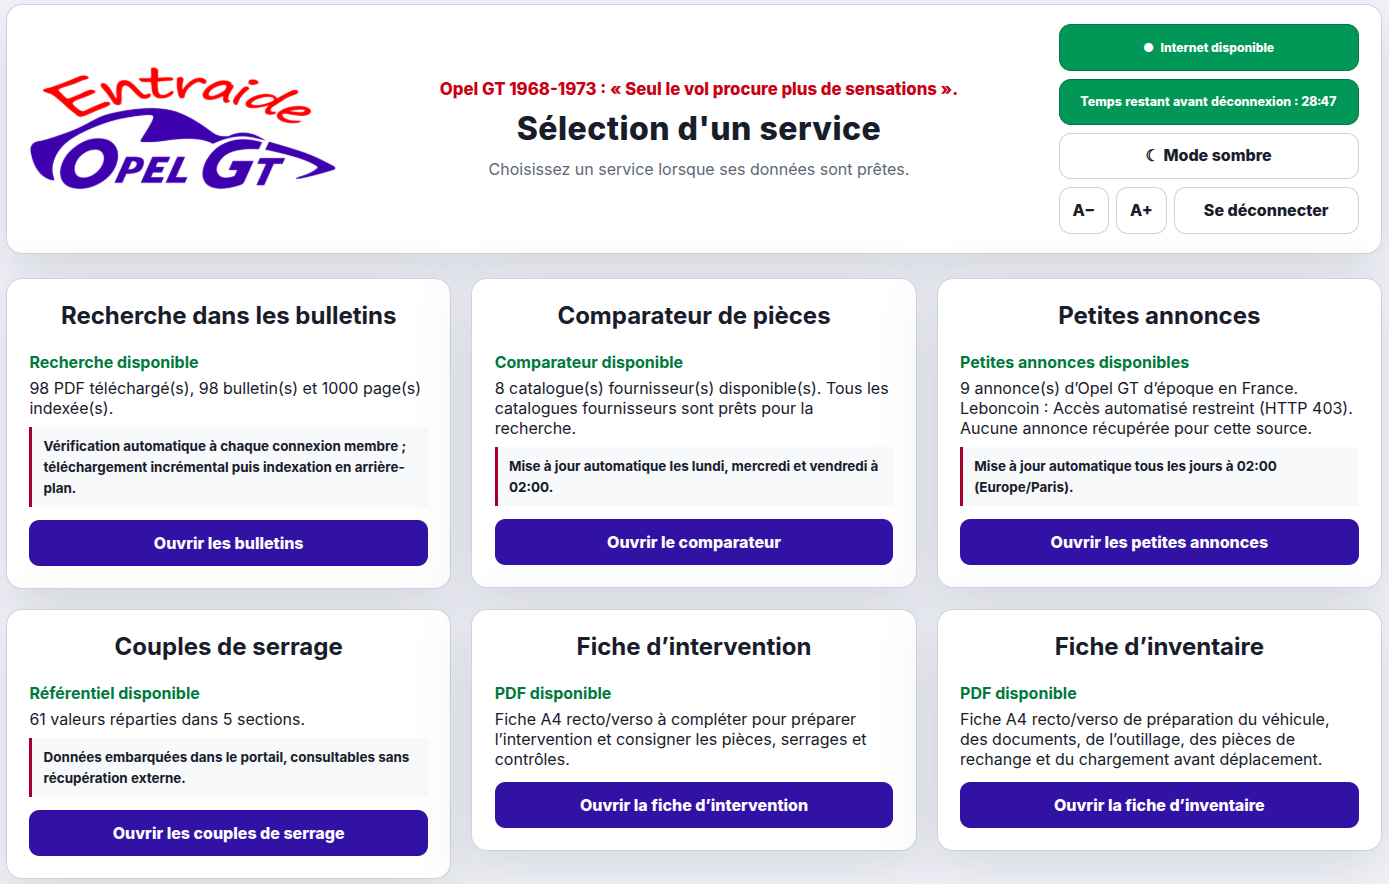 Entraide
OPEL GT
Opel GT 1968-1973 : « Seul le vol procure plus de sensations ».
Sélection d'un service
Choisissez un service lorsque ses données sont prêtes.
Internet disponible
Temps restant avant déconnexion : 28:47
Mode sombre
A−
A+
Se déconnecter
Recherche dans les bulletins
Recherche disponible
98 PDF téléchargé(s), 98 bulletin(s) et 1000 page(s)
indexée(s).
Vérification automatique à chaque connexion membre ;
téléchargement incrémental puis indexation en arrière-
plan.
Ouvrir les bulletins
Comparateur de pièces
Comparateur disponible
8 catalogue(s) fournisseur(s) disponible(s). Tous les
catalogues fournisseurs sont prêts pour la
recherche.
Mise à jour automatique les lundi, mercredi et vendredi à
02:00.
Ouvrir le comparateur
Petites annonces
Petites annonces disponibles
9 annonce(s) d’Opel GT d’époque en France.
Leboncoin : Accès automatisé restreint (HTTP 403).
Aucune annonce récupérée pour cette source.
Mise à jour automatique tous les jours à 02:00
(Europe/Paris).
Ouvrir les petites annonces
Couples de serrage
Référentiel disponible
61 valeurs réparties dans 5 sections.
Données embarquées dans le portail, consultables sans
récupération externe.
Ouvrir les couples de serrage
Fiche d’intervention
PDF disponible
Fiche A4 recto/verso à compléter pour préparer
l’intervention et consigner les pièces, serrages et
contrôles.
Ouvrir la fiche d’intervention
Fiche d’inventaire
PDF disponible
Fiche A4 recto/verso de préparation du véhicule,
des documents, de l’outillage, des pièces de
rechange et du chargement avant déplacement.
Ouvrir la fiche d’inventaire